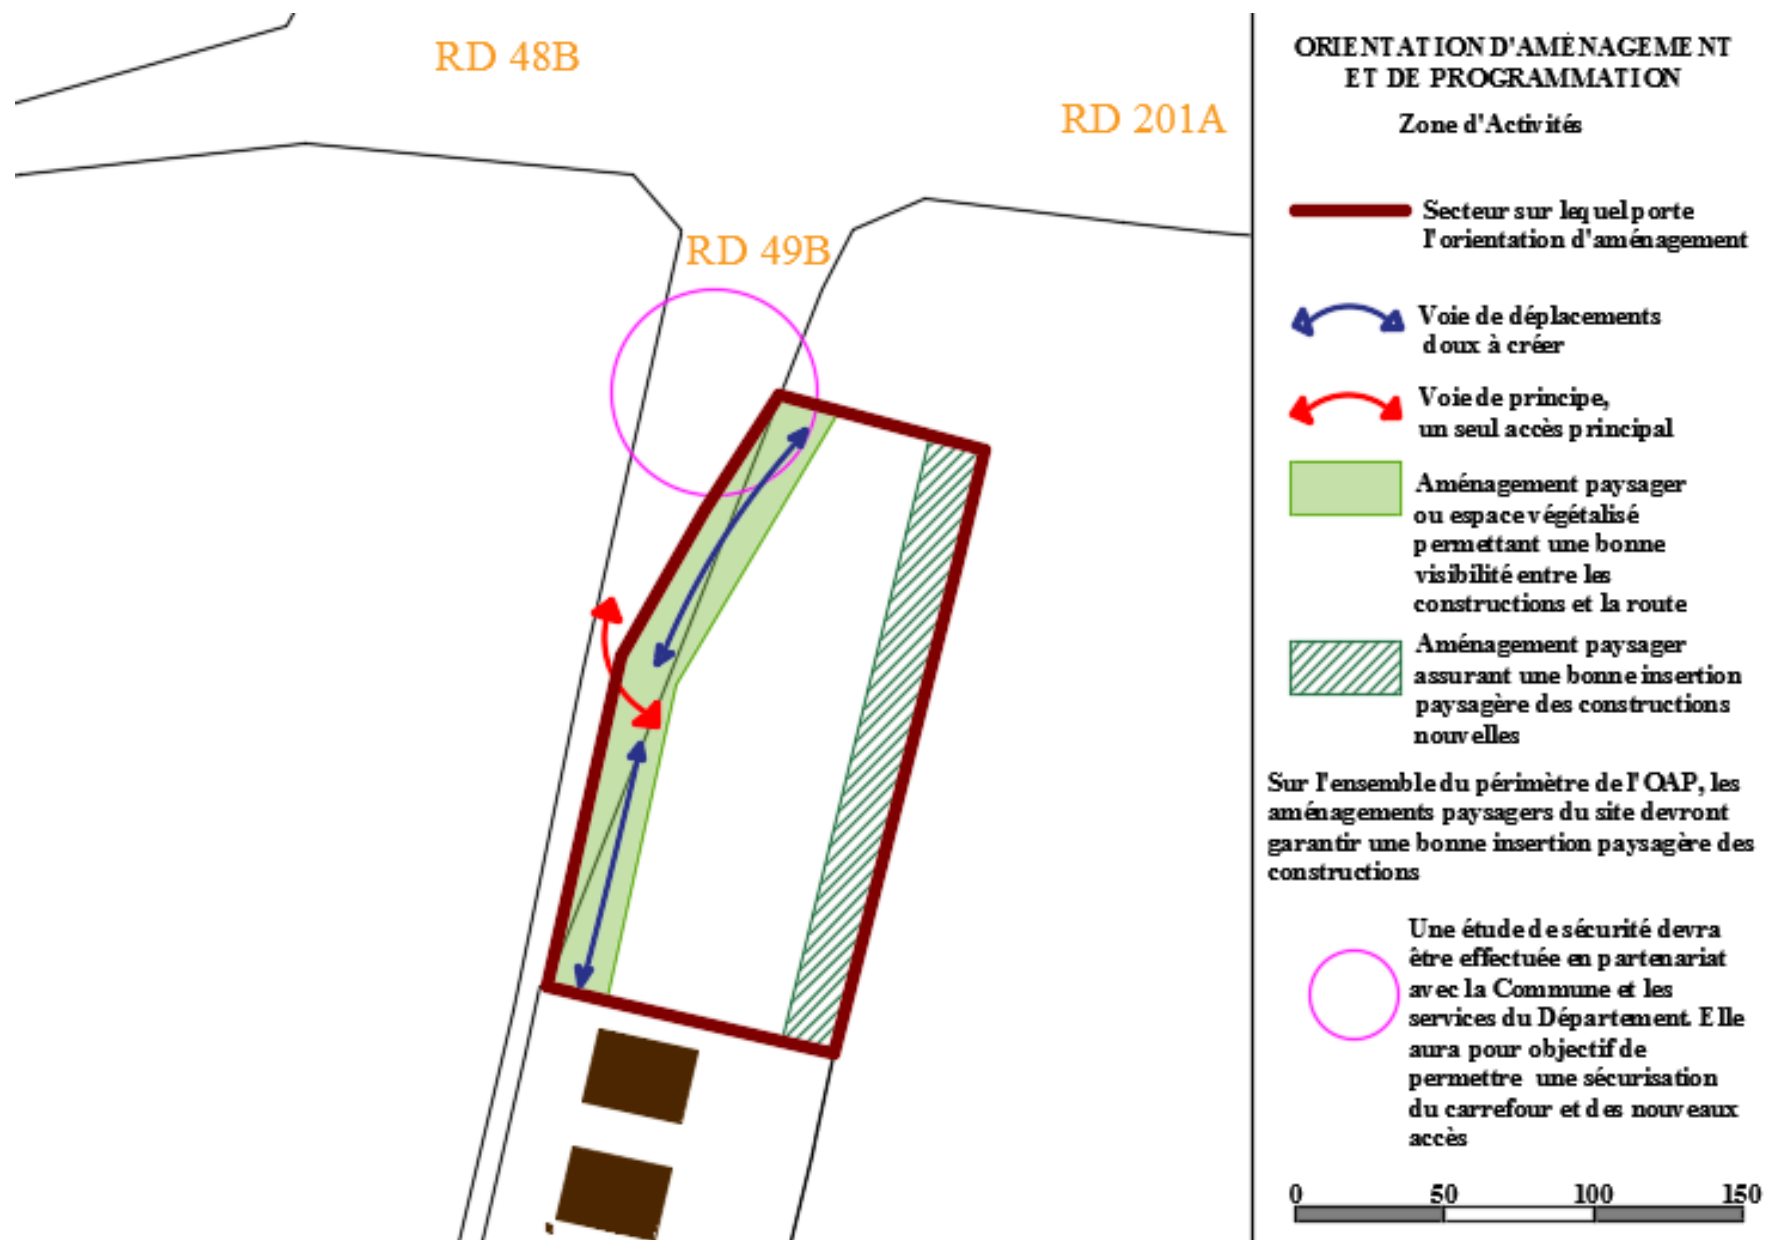 RD 48B
RD 201A
RD 49B
ORIENTATION D'AMÉNAGEMENT
ET DE PROGRAMMATION
Zone d'Activités
Secteur sur lequel porte
l'orientation d'aménagement
Voie de déplacements
doux à créer
Voie de principe,
un seul accès principal
Aménagement paysager
ou espace végétalisé
permettant une bonne
visibilité entre les
constructions et la route
Aménagement paysager
assurant une bonne insertion
paysagère des constructions
nouvelles
Sur l'ensemble du périmètre de l'OAP, les
aménagements paysagers du site devront
garantir une bonne insertion paysagère des
constructions
Une étude de sécurité devra
être effectuée en partenariat
avec la Commune et les
services du Département. Elle
aura pour objectif de
permettre une sécurisation
du carrefour et des nouveaux
accès
0 50 100 150